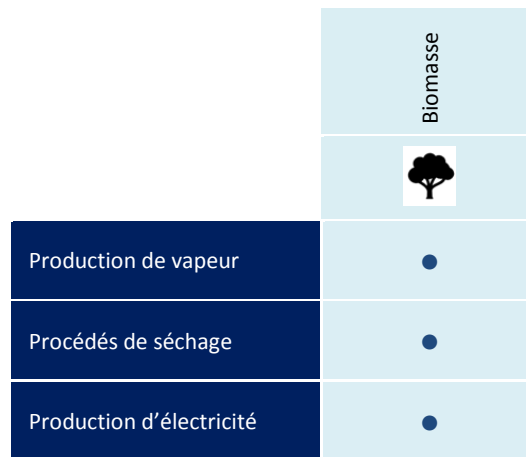 Biomasse
Production de vapeur
Procédés de séchage
Production d’électricité